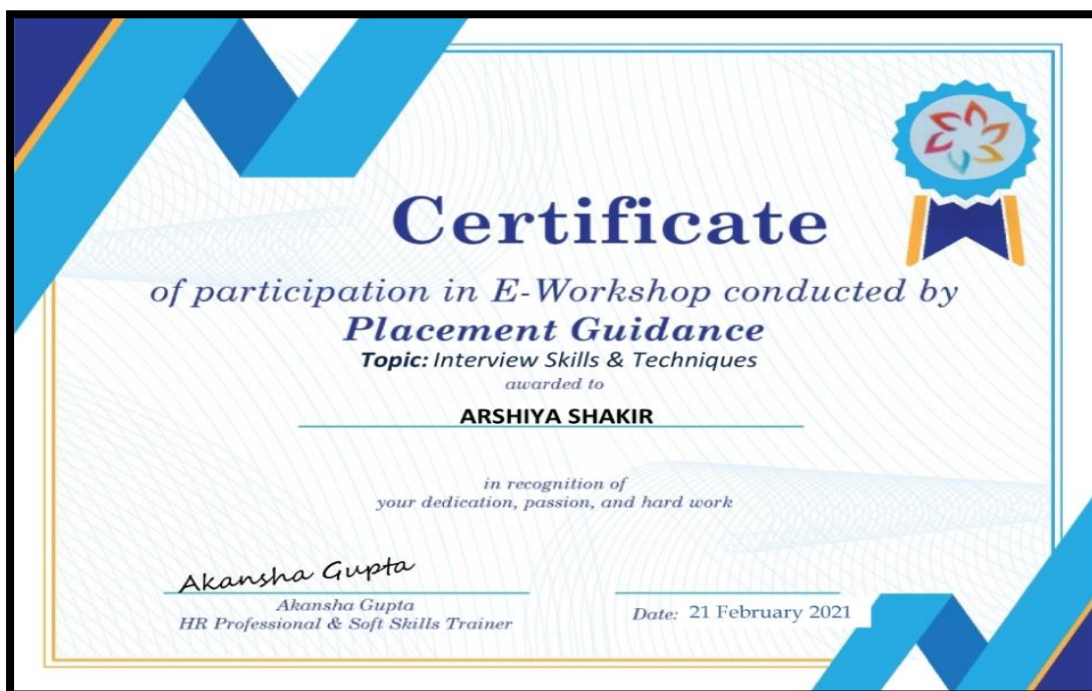 Certificate
of participation in E-Workshop conducted by
Placement Guidance
Topic: Interview Skills & Techniques
awarded to
ARSHIYA SHAKIR
in recognition of
your dedication, passion, and hard work
Akansha Gupta
Akansha Gupta
HR Professional & Soft Skills Trainer
Date: 21 February 2021